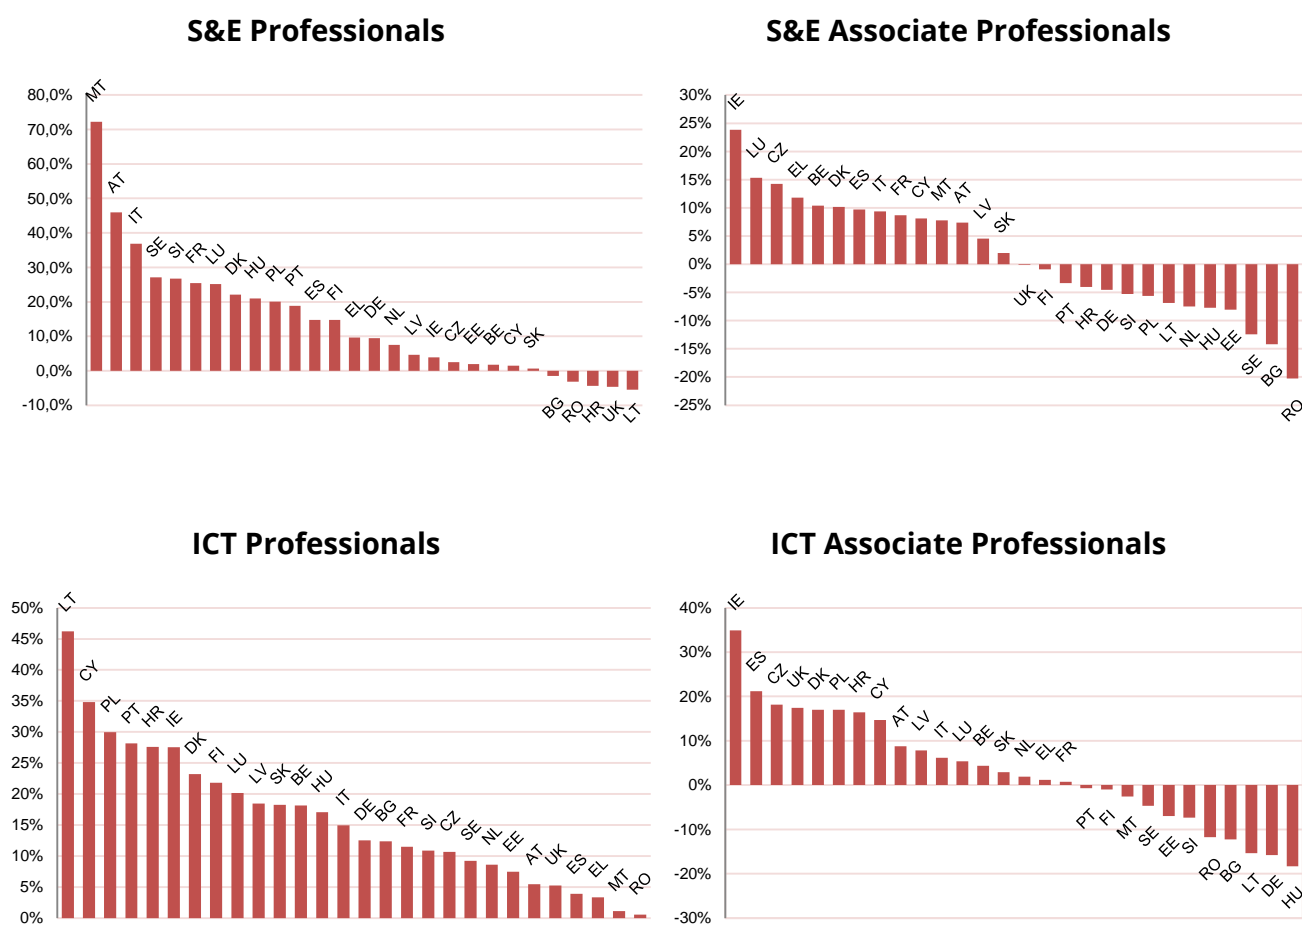 S&E Professionals
80,0%
70,0%
60,0%
50,0%
40,0%
30,0%
20,0%
10,0%
0,0%
-10,0%
MT
AT
IT
SE
SI
FR
LU
DK
HU
PL
PT
ES
FI
EL
DE
NL
LV
IE
CZ
EE
BE
CY
SK
BG
RO
HR
UK
LT
S&E Associate Professionals
30%
25%
20%
15%
10%
5%
0%
-5%
-10%
-15%
-20%
-25%
IE
LU
CZ
EL
BE
DK
ES
IT
FR
CY
MT
AT
LV
SK
UK
FI
PT
HR
DE
SI
PL
LT
NL
HU
EE
SE
BG
RO
ICT Professionals
50%
45%
40%
35%
30%
25%
20%
15%
10%
5%
0%
LT
CY
PL
PT
HR
IE
DK
FI
LU
LV
SK
BE
HU
IT
DE
BG
FR
SI
CZ
SE
NL
EE
AT
UK
ES
EL
MT
RO
ICT Associate Professionals
40%
30%
20%
10%
0%
-10%
-20%
-30%
IE
ES
CZ
UK
DK
PL
HR
CY
AT
LV
IT
LU
BE
SK
NL
EL
FR
PT
FI
MT
SE
EE
SI
RO
BG
LT
DE
HU